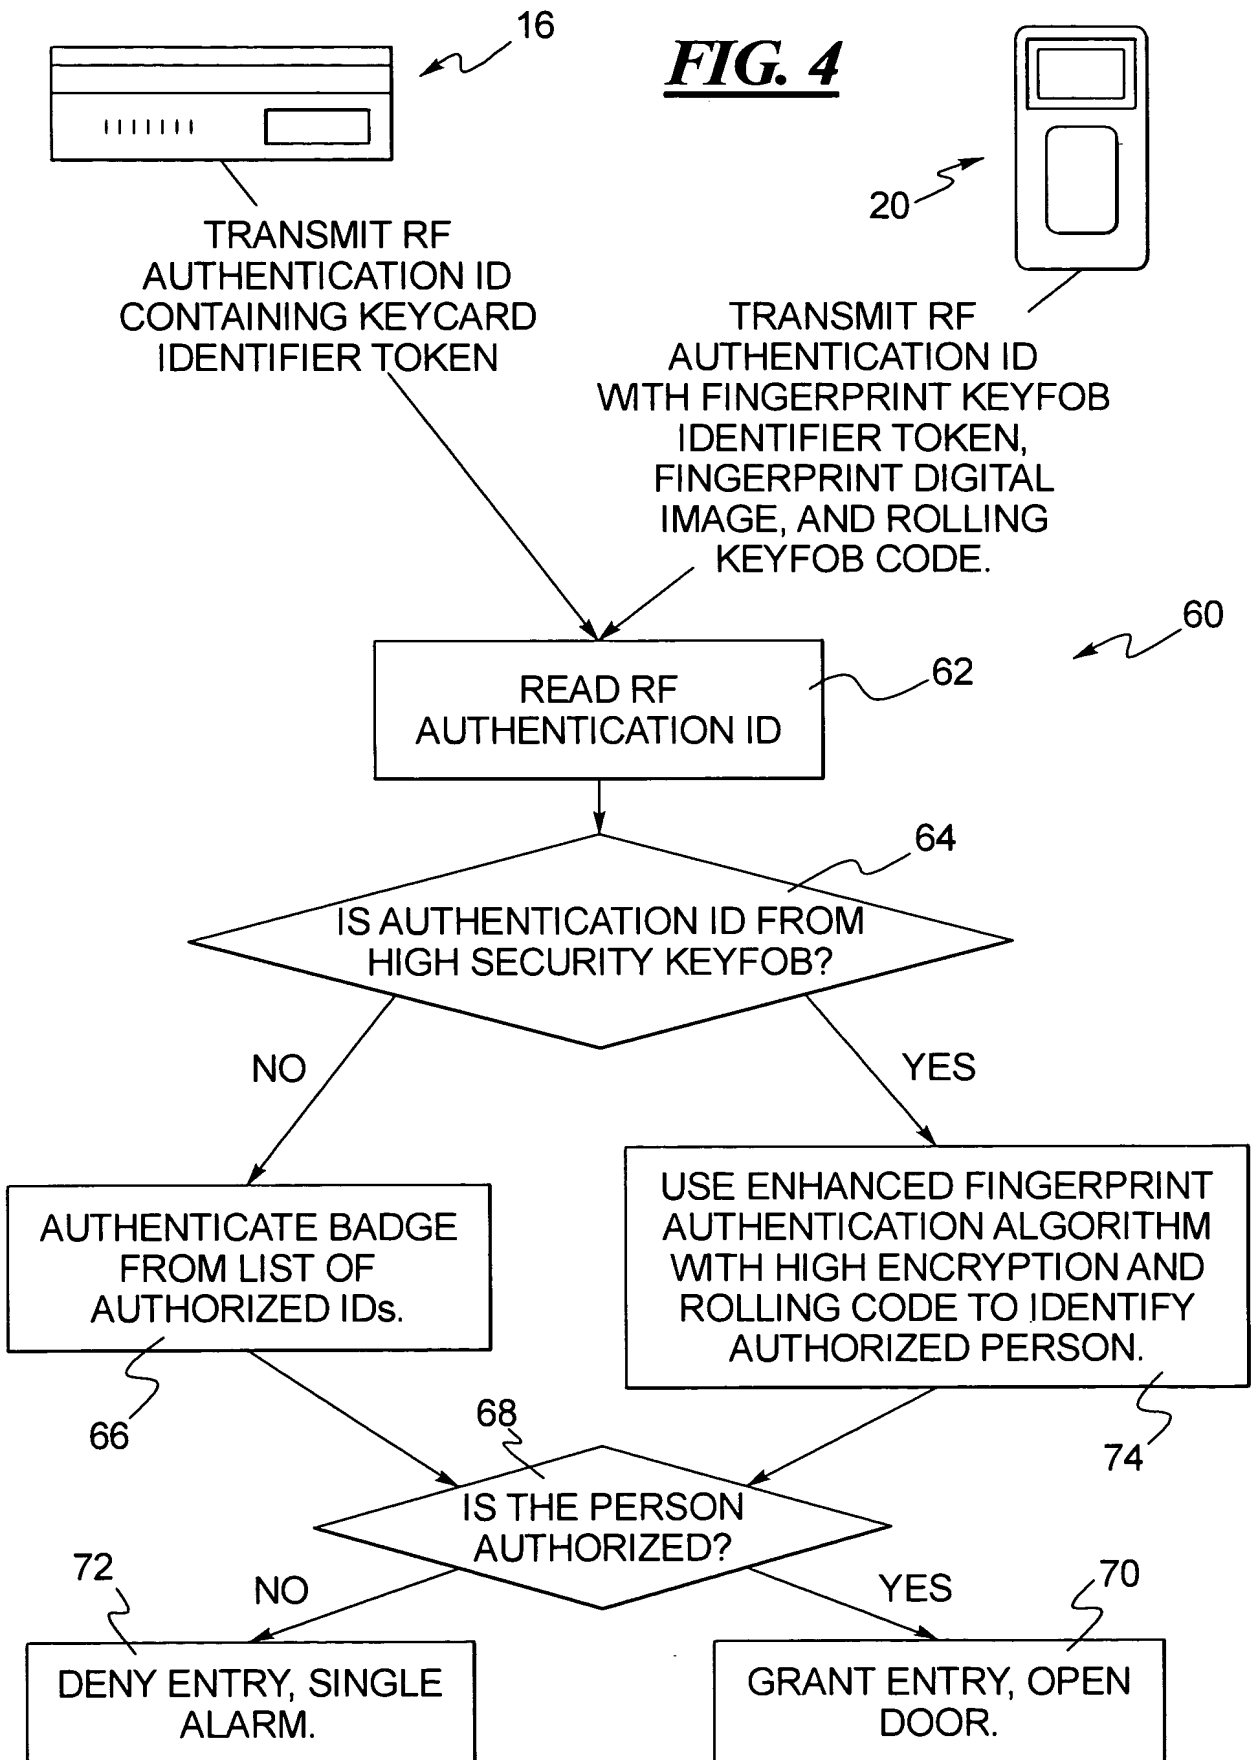 16
FIG. 4
20
TRANSMIT RF
AUTHENTICATION ID
CONTAINING KEYCARD
IDENTIFIER TOKEN
TRANSMIT RF
AUTHENTICATION ID
WITH FINGERPRINT KEYFOB
IDENTIFIER TOKEN,
FINGERPRINT DIGITAL
IMAGE, AND ROLLING
KEYFOB CODE.
60
62
READ RF
AUTHENTICATION ID
64
IS AUTHENTICATION ID FROM
HIGH SECURITY KEYFOB?
NO
YES
AUTHENTICATE BADGE
FROM LIST OF
AUTHORIZED IDs.
66
USE ENHANCED FINGERPRINT
AUTHENTICATION ALGORITHM
WITH HIGH ENCRYPTION AND
ROLLING CODE TO IDENTIFY
AUTHORIZED PERSON.
74
68
IS THE PERSON
AUTHORIZED?
72
NO
YES
70
DENY ENTRY, SINGLE
ALARM.
GRANT ENTRY, OPEN
DOOR.